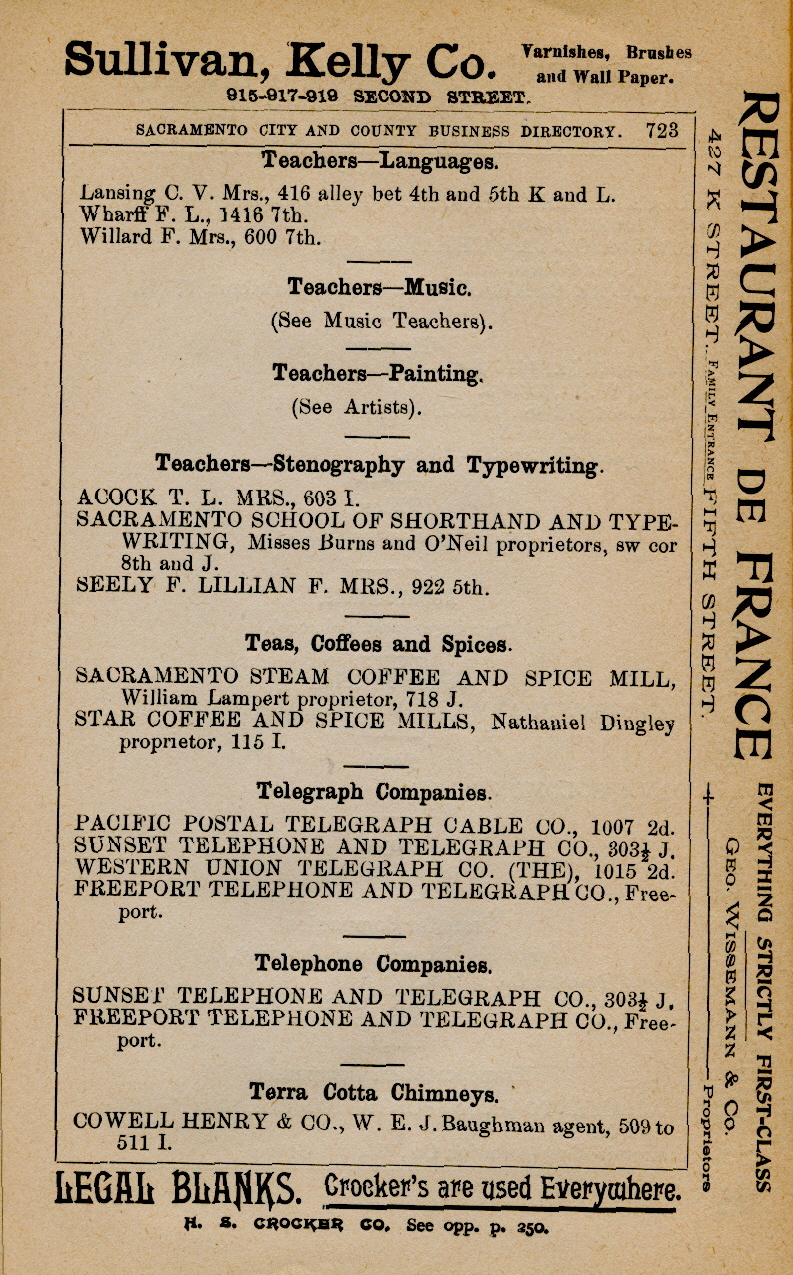 Sullivan, Kelly Co. Varnishes, Brushes
and Wall Paper.
915-917-919 SECOND STREET.
SACRAMENTO CITY AND COUNTY BUSINESS DIRECTORY. 723
Teachers—Languages.
Lansing C. V. Mrs., 416 alley bet 4th and 5th K and L.
Wharff F. L., 1416 7th.
Willard F. Mrs., 600 7th.
Teachers—Music.
(See Music Teachers).
Teachers—Painting.
(See Artists).
Teachers—Stenography and Typewriting.
ACOCK T. L. MRS., 603 I.
SACRAMENTO SCHOOL OF SHORTHAND AND TYPE-
WRITING, Misses Burns and O'Neil proprietors, sw cor
8th and J.
SEELY F. LILLIAN F. MRS., 922 5th.
Teas, Coffees and Spices.
SACRAMENTO STEAM COFFEE AND SPICE MILL,
William Lampert proprietor, 718 J.
STAR COFFEE AND SPICE MILLS, Nathaniel Dingley
proprietor, 115 I.
Telegraph Companies.
PACIFIC POSTAL TELEGRAPH CABLE CO., 1007 2d.
SUNSET TELEPHONE AND TELEGRAPH CO., 303½ J.
WESTERN UNION TELEGRAPH CO. (THE), 1015 2d.
FREEPORT TELEPHONE AND TELEGRAPH CO., Free-
port.
Telephone Companies.
SUNSET TELEPHONE AND TELEGRAPH CO., 303½ J.
FREEPORT TELEPHONE AND TELEGRAPH CO., Free-
port.
Terra Cotta Chimneys.
COWELL HENRY & CO., W. E. J. Baughman agent, 509 to
511 I.
LEGAL BLANKS. Crocker's are used Everywhere.
H. S. CROCKER CO. See opp. p. 250.
RESTAURANT DE FRANCE EVERYTHING STRICTLY FIRST-CLASS
427 K STREET. FAMILY ENTRANCE FIFTH STREET.
GEO. WISSEMANN & CO.
Proprietors